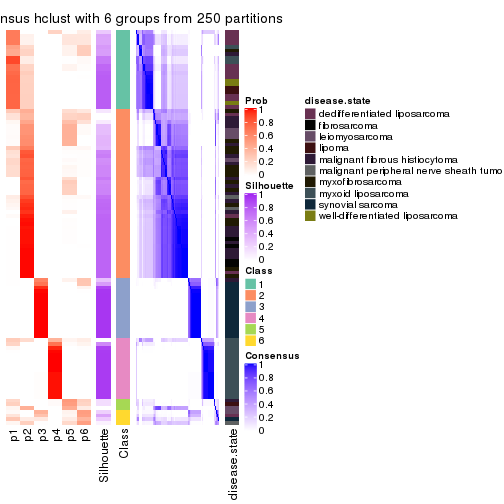 nsus hclust with 6 groups from 250 partitions
Prob
0.8
0.6
0.4
0.2
0
Silhouette
1
0.8
0.6
0.4
0.2
0
Class
1
2
3
4
5
6
Consensus
1
0.8
0.6
0.4
0.2
0
disease.state
dedifferentiated liposarcoma
fibrosarcoma
leiomyosarcoma
lipoma
malignant fibrous histiocytoma
malignant peripheral nerve sheath tumo
myxofibrosarcoma
myxoid liposarcoma
synovial sarcoma
well-differentiated liposarcoma
p1
p2
p3
p4
p5
p6
Silhouette
Class
disease.state